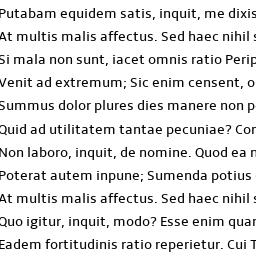 Putabam equidem satis, inquit, me dixis
At multis malis affectus. Sed haec nihil s
Si mala non sunt, iacet omnis ratio Perip
Venit ad extremum; Sic enim censent, o
Summus dolor plures dies manere non p
Quid ad utilitatem tantae pecuniae? Cor
Non laboro, inquit, de nomine. Quod ea n
Poterat autem inpune; Sumenda potius
At multis malis affectus. Sed haec nihil s
Quo igitur, inquit, modo? Esse enim quar
Eadem fortitudinis ratio reperietur. Cui T